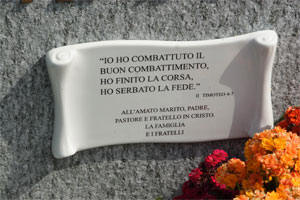 “IO HO COMBATTUTO IL
BUON COMBATTIMENTO,
HO FINITO LA CORSA,
HO SERBATO LA FEDE.”
II TIMOTEO 4-7
ALL'AMATO MARITO, PADRE,
PASTORE E FRATELLO IN CRISTO.
LA FAMIGLIA
E I FRATELLI